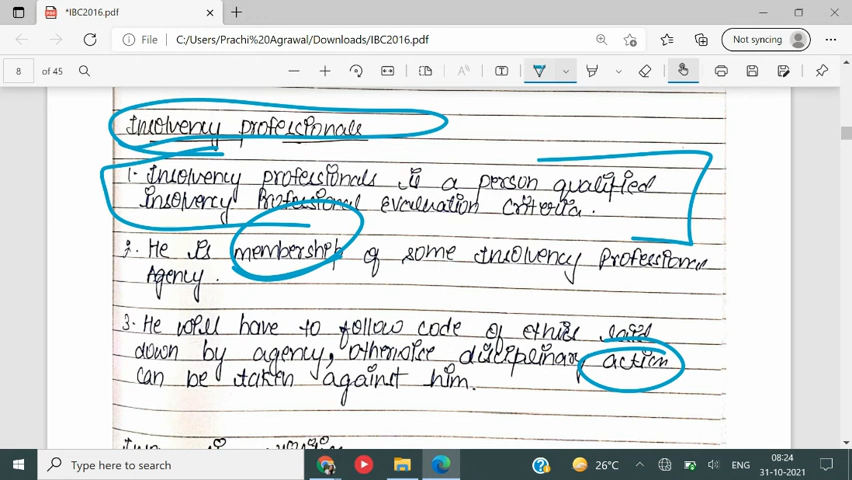 *IBC2016.pdf
File C:/Users/Prachi%20Agrawal/Downloads/IBC2016.pdf Not syncing
8 of 45
Insolvency professionals
1. Insolvency professionals is a person qualified
Insolvency Professional evaluation criteria.
2. He is membership of some Insolvency Professional
Agency.
3. He will have to follow code of ethics laid
down by agency, otherwise disciplinary action
can be taken against him.
Type here to search 26°C ENG 08:24
31-10-2021